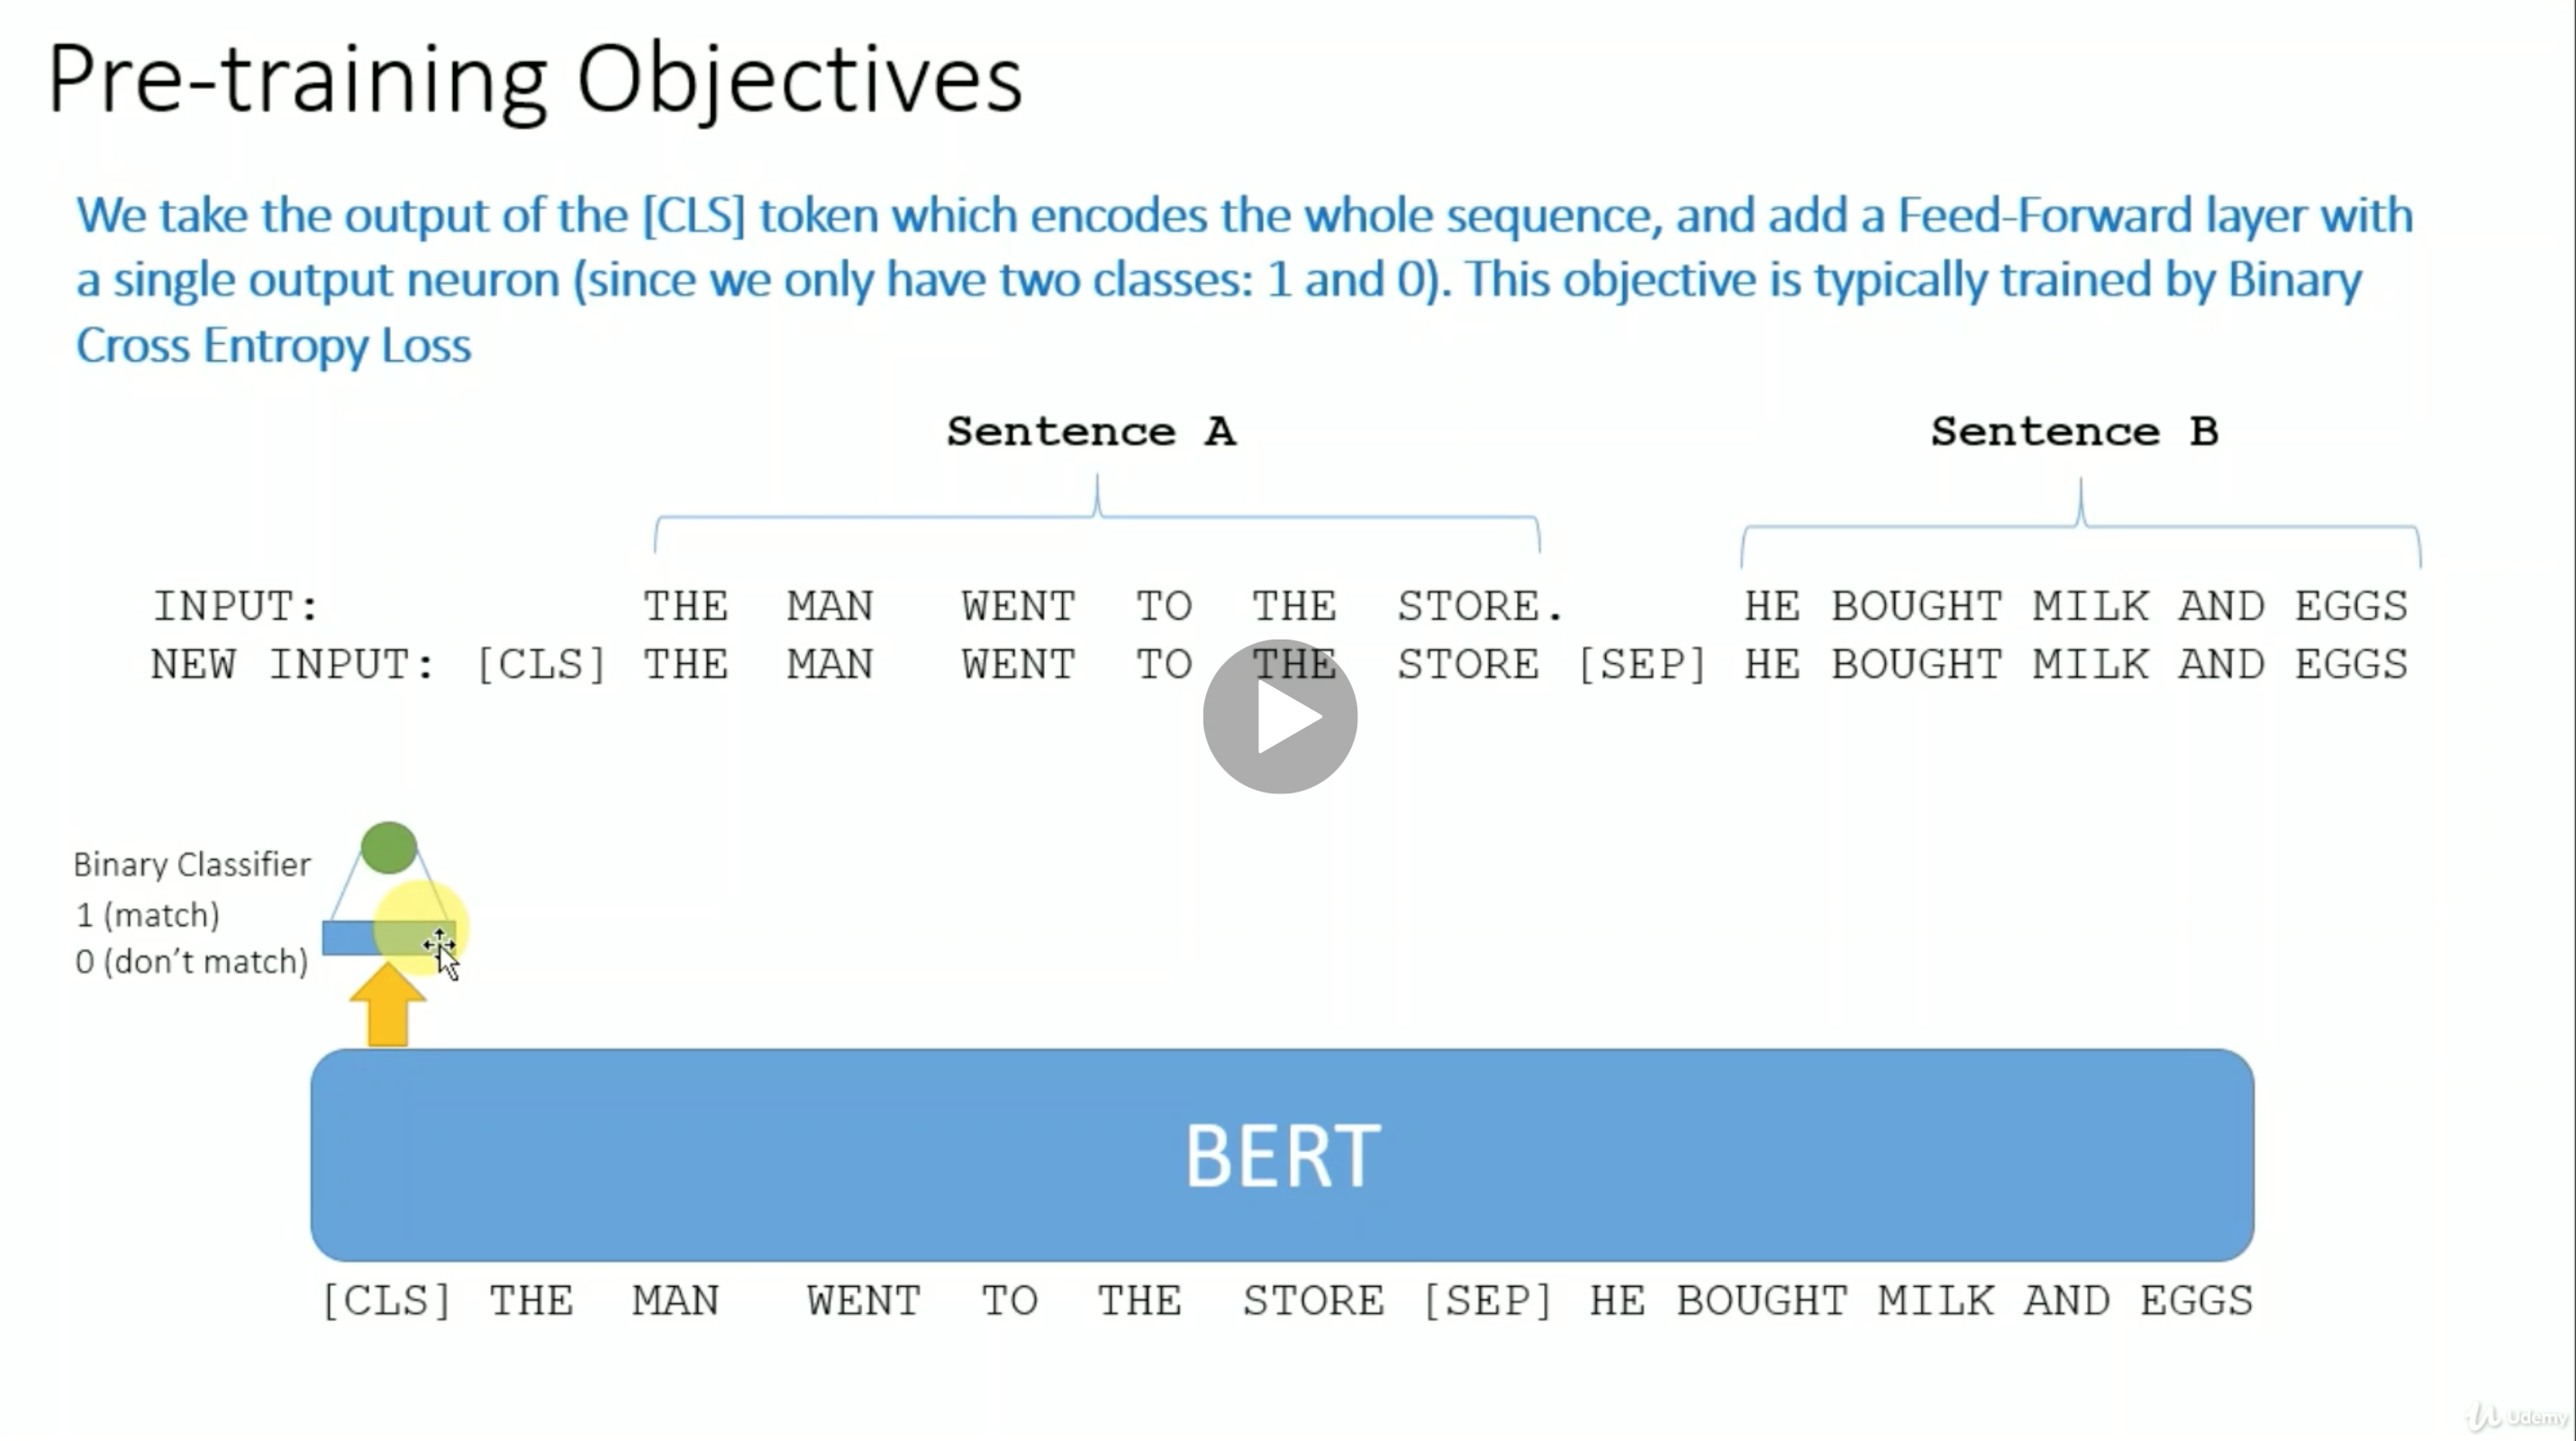 Pre-training Objectives
We take the output of the [CLS] token which encodes the whole sequence, and add a Feed-Forward layer with
a single output neuron (since we only have two classes: 1 and 0). This objective is typically trained by Binary
Cross Entropy Loss
Sentence A Sentence B
INPUT: THE MAN WENT TO THE STORE. HE BOUGHT MILK AND EGGS
NEW INPUT: [CLS] THE MAN WENT TO THE STORE [SEP] HE BOUGHT MILK AND EGGS
Binary Classifier
1 (match)
0 (don't match)
BERT
[CLS] THE MAN WENT TO THE STORE [SEP] HE BOUGHT MILK AND EGGS
Udemy